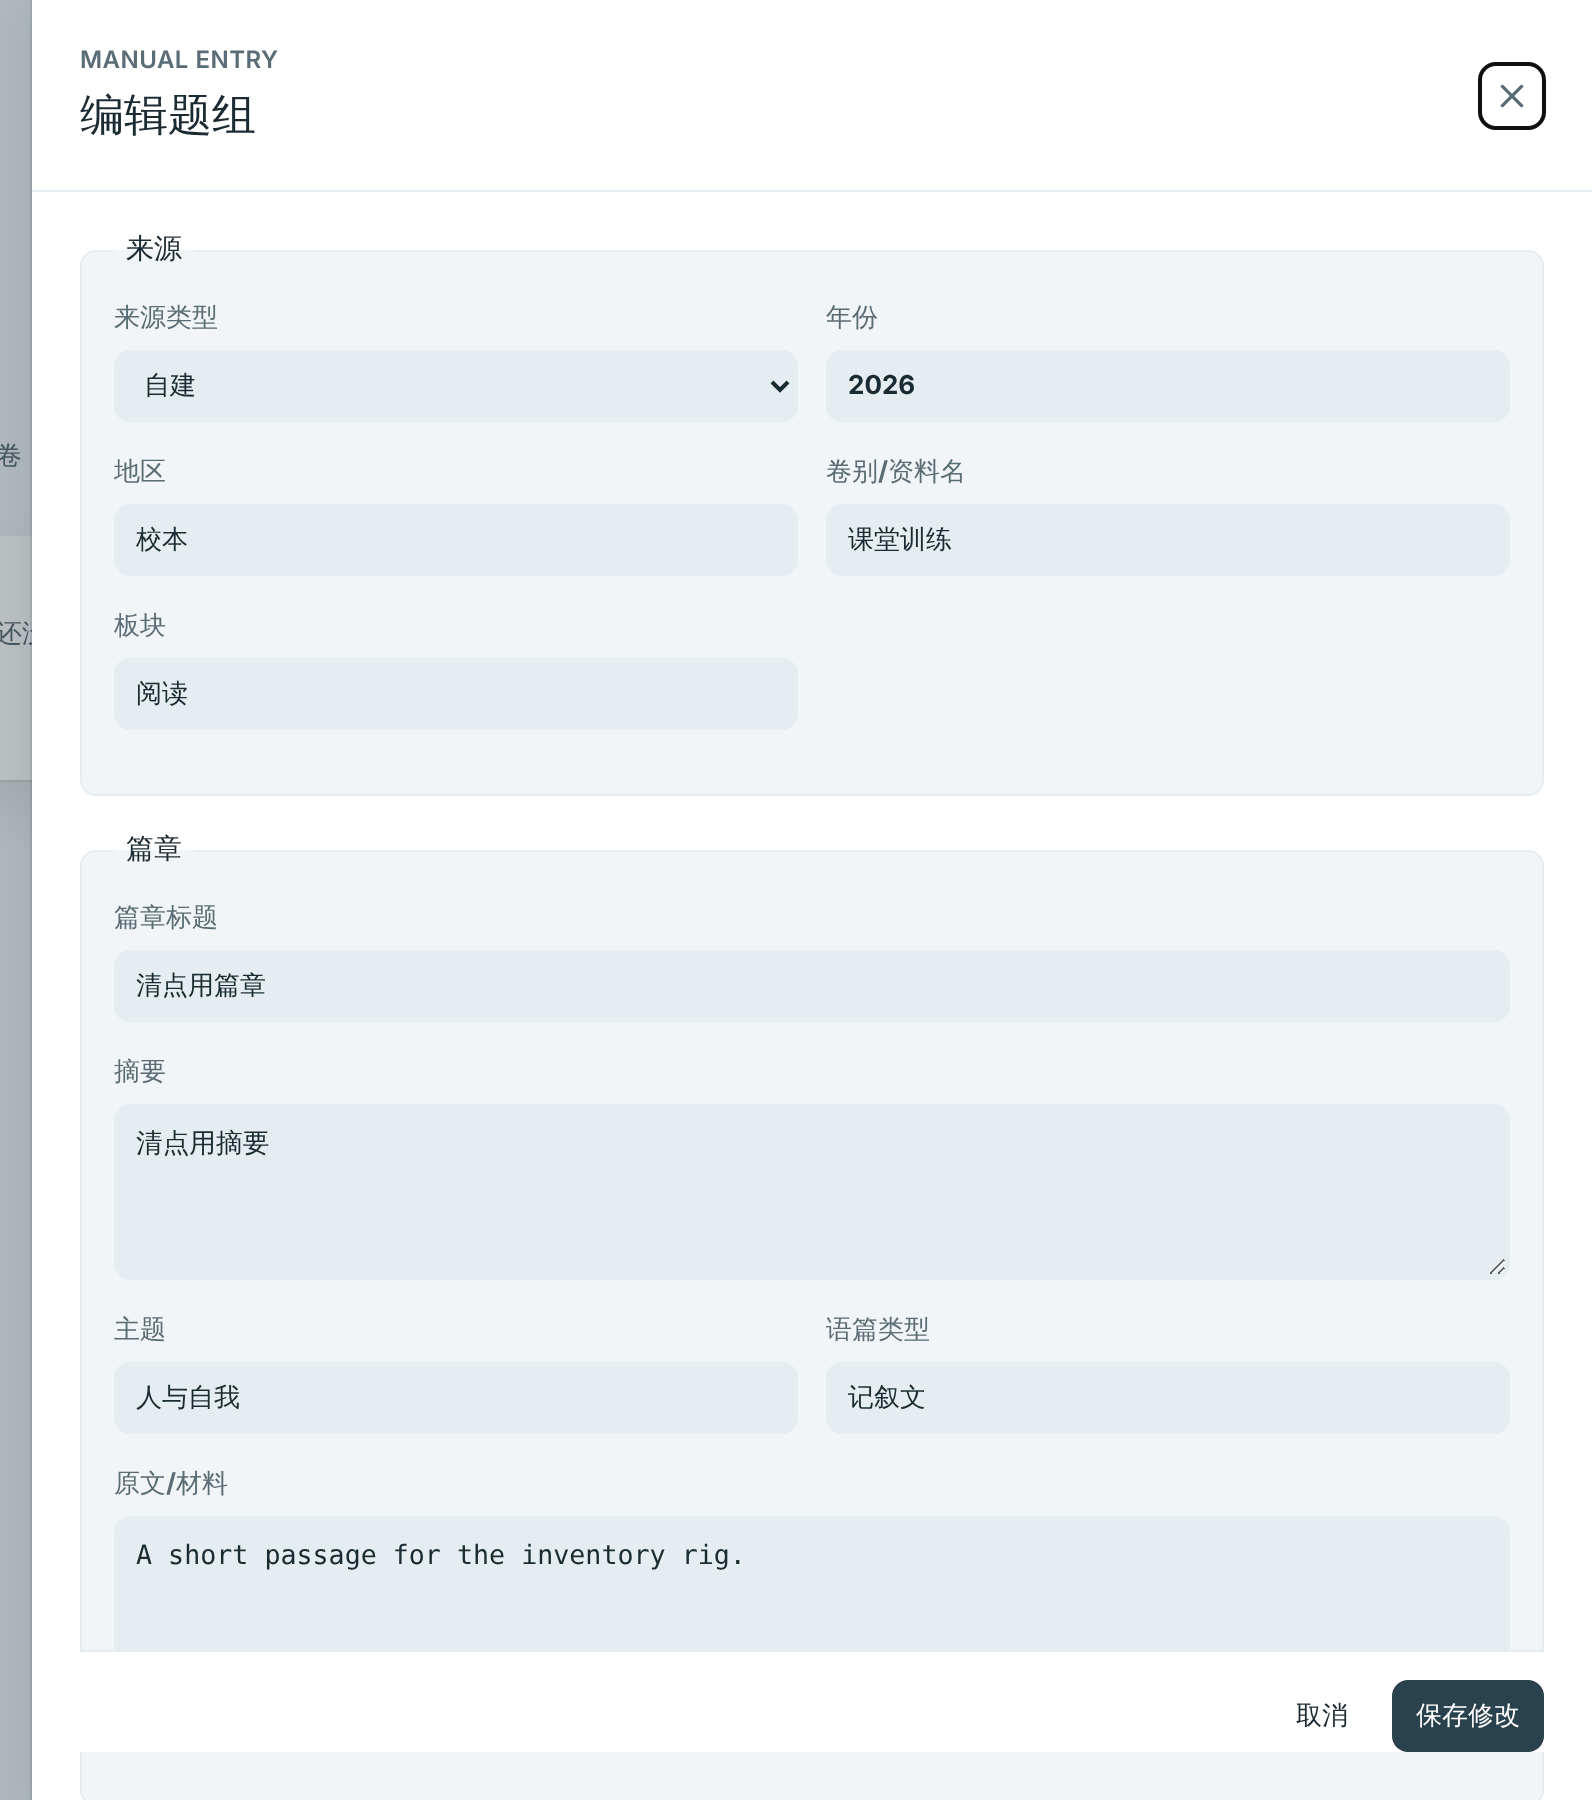 MANUAL ENTRY
编辑题组
来源
来源类型
年份
自建
2026
地区
卷别/资料名
校本
课堂训练
板块
阅读
卷
还
篇章
篇章标题
清点用篇章
摘要
清点用摘要
主题
语篇类型
人与自我
记叙文
原文/材料
A short passage for the inventory rig.
取消
保存修改